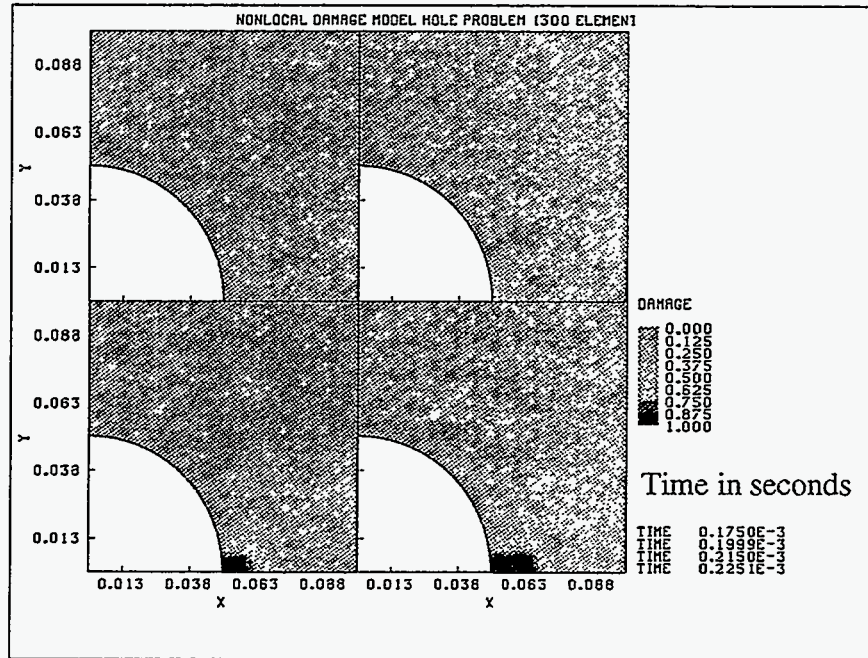 NONLOCAL DAMAGE MODEL HOLE PROBLEM (300 ELEMENT
0.088
0.063
Y
0.038
0.013
0.088
0.063
Y
0.038
0.013
0.013 0.038 0.063 0.088 0.013 0.038 0.063 0.088
X X
DAMAGE
0.000
0.125
0.250
0.375
0.500
0.625
0.750
0.875
1.000
Time in seconds
TIME 0.1750E-3
TIME 0.1999E-3
TIME 0.2150E-3
TIME 0.2251E-3